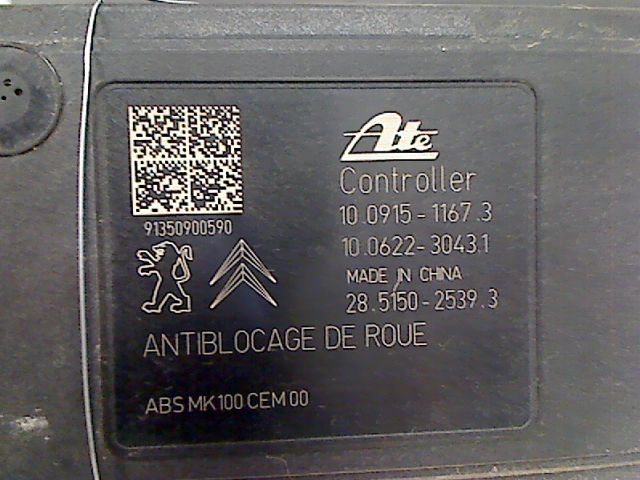 91350900590
Ate
Controller
10.0915-1167.3
10.0622-3043.1
MADE IN CHINA
28.5150-2539.3
ANTIBLOCAGE DE ROUE
ABS MK100 CEM 00